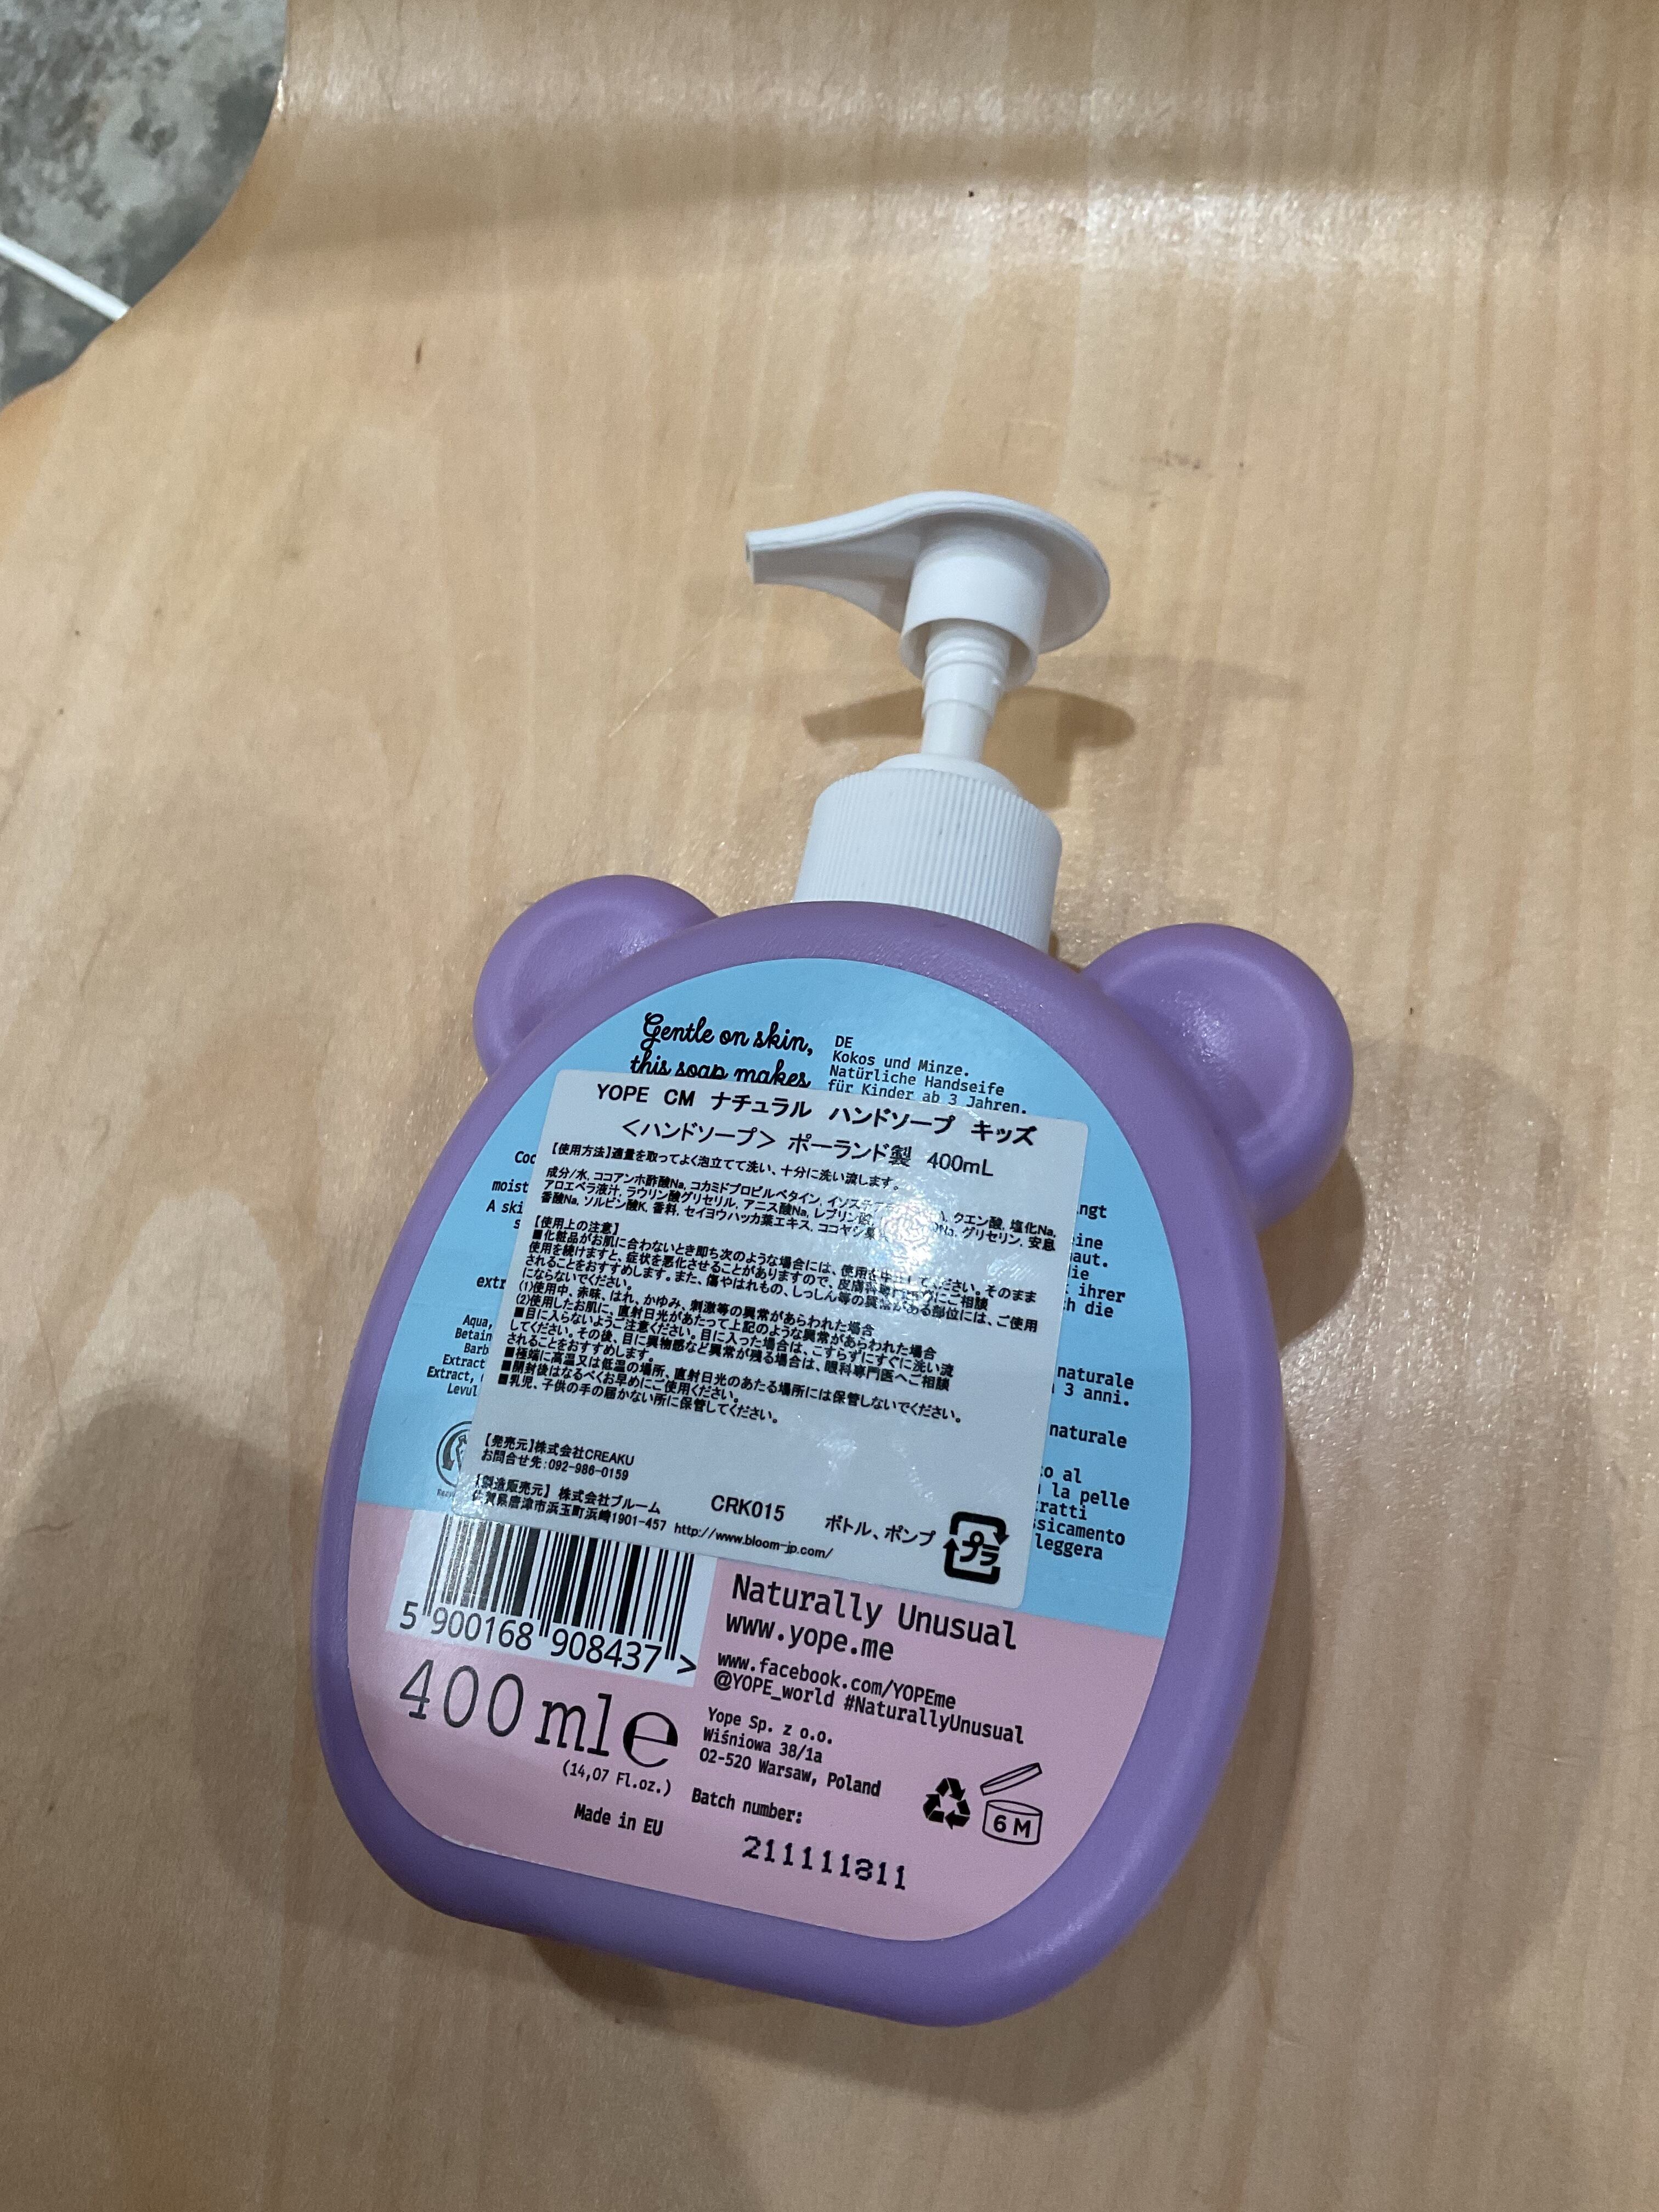 Gentle on skin,
this soap makes
DE
Kokos und Minze.
Natürliche Handseife
für Kinder ab 3 Jahren.
YOPE CM ナチュラル ハンドソープ キッズ
<ハンドソープ> ポーランド製 400mL
【使用方法】適量を取ってよく泡立てて洗い、十分に洗い流します。
成分/水, ココアンホ酢酸Na, コカミドプロピルベタイン, クエン酸, 塩化Na,
アロエベラ液汁, ラウリン酸グリセリル, アニス酸Na, レブリン酸 グリセリン, 安息
香酸Na, ソルビン酸K, 香料, セイヨウハッカ葉エキス, ココヤシ
【使用上の注意】
■化粧品がお肌に合わないとき即ち次のような場合には、使用を中止してください。そのまま
使用を続けますと、症状を悪化させることがありますので、皮膚科専門医等にご相談
されることをおすすめします。また、傷やはれもの、しっしん等の異常がある部位には、ご使用
にならないでください。
(1)使用中、赤味、はれ、かゆみ、刺激等の異常があらわれた場合
(2)使用したお肌に、直射日光があたって上記のような異常があらわれた場合
■目に入らないようご注意ください。目に入った場合は、こすらずにすぐに洗い流
してください。その後、目に異物感など異常が残る場合は、眼科専門医へご相談
されることをおすすめします。
■極端に高温又は低温の場所、直射日光のあたる場所には保管しないでください。
■開封後はなるべくお早めにご使用ください。
■乳児、子供の手の届かない所に保管してください。
【発売元】株式会社CREAKU
お問合せ先:092-986-0159
【製造販売元】 株式会社ブルーム
佐賀県唐津市浜玉町浜崎1901-457 http://www.bloom-jp.com/
CRK015
ボトル、ポンプ
プラ
Aqua,
Extract
Extract,
naturale
3 anni.
naturale
al
la pelle
leggera
5 900168 908437 >
400 ml e
(14,07 Fl.oz.)
Made in EU
Naturally Unusual
www.yope.me
www.facebook.com/YOPEme
@YOPE_world #NaturallyUnusual
Yope Sp. z o.o.
Wiśniowa 38/1a
02-520 Warsaw, Poland
Batch number:
211111811
6 M